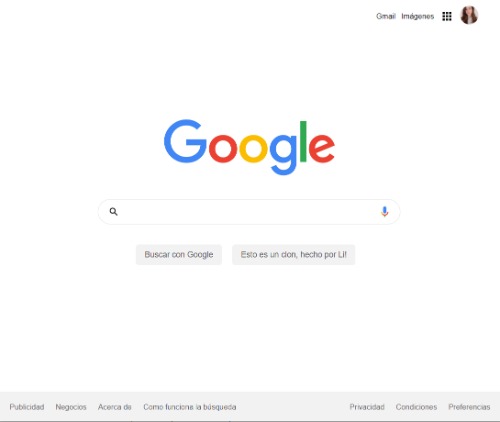 Gmail Imágenes
Google
Buscar con Google Esto es un clon, hecho por Li!
Publicidad Negocios Acerca de Como funciona la búsqueda Privacidad Condiciones Preferencias